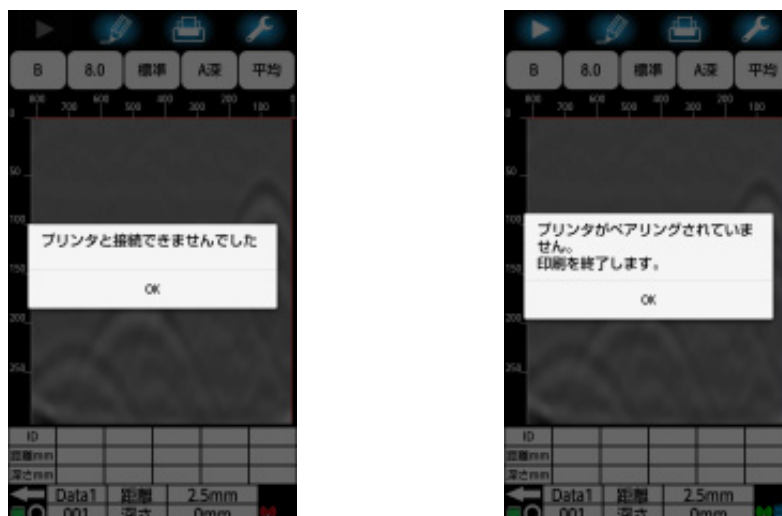 B 8.0 標準 A深 平均
800 700 600 500 400 300 200 100 0
0
50
100
150
200
250
プリンタと接続できませんでした
OK
ID
距離mm
深さmm
Data1 距離 2.5mm
001 深さ 0mm
B 8.0 標準 A深 平均
800 700 600 500 400 300 200 100
0
50
100
150
200
250
プリンタがペアリングされていま
せん。
印刷を終了します。
OK
ID
距離mm
深さmm
Data1 距離 2.5mm
001 深さ 0mm